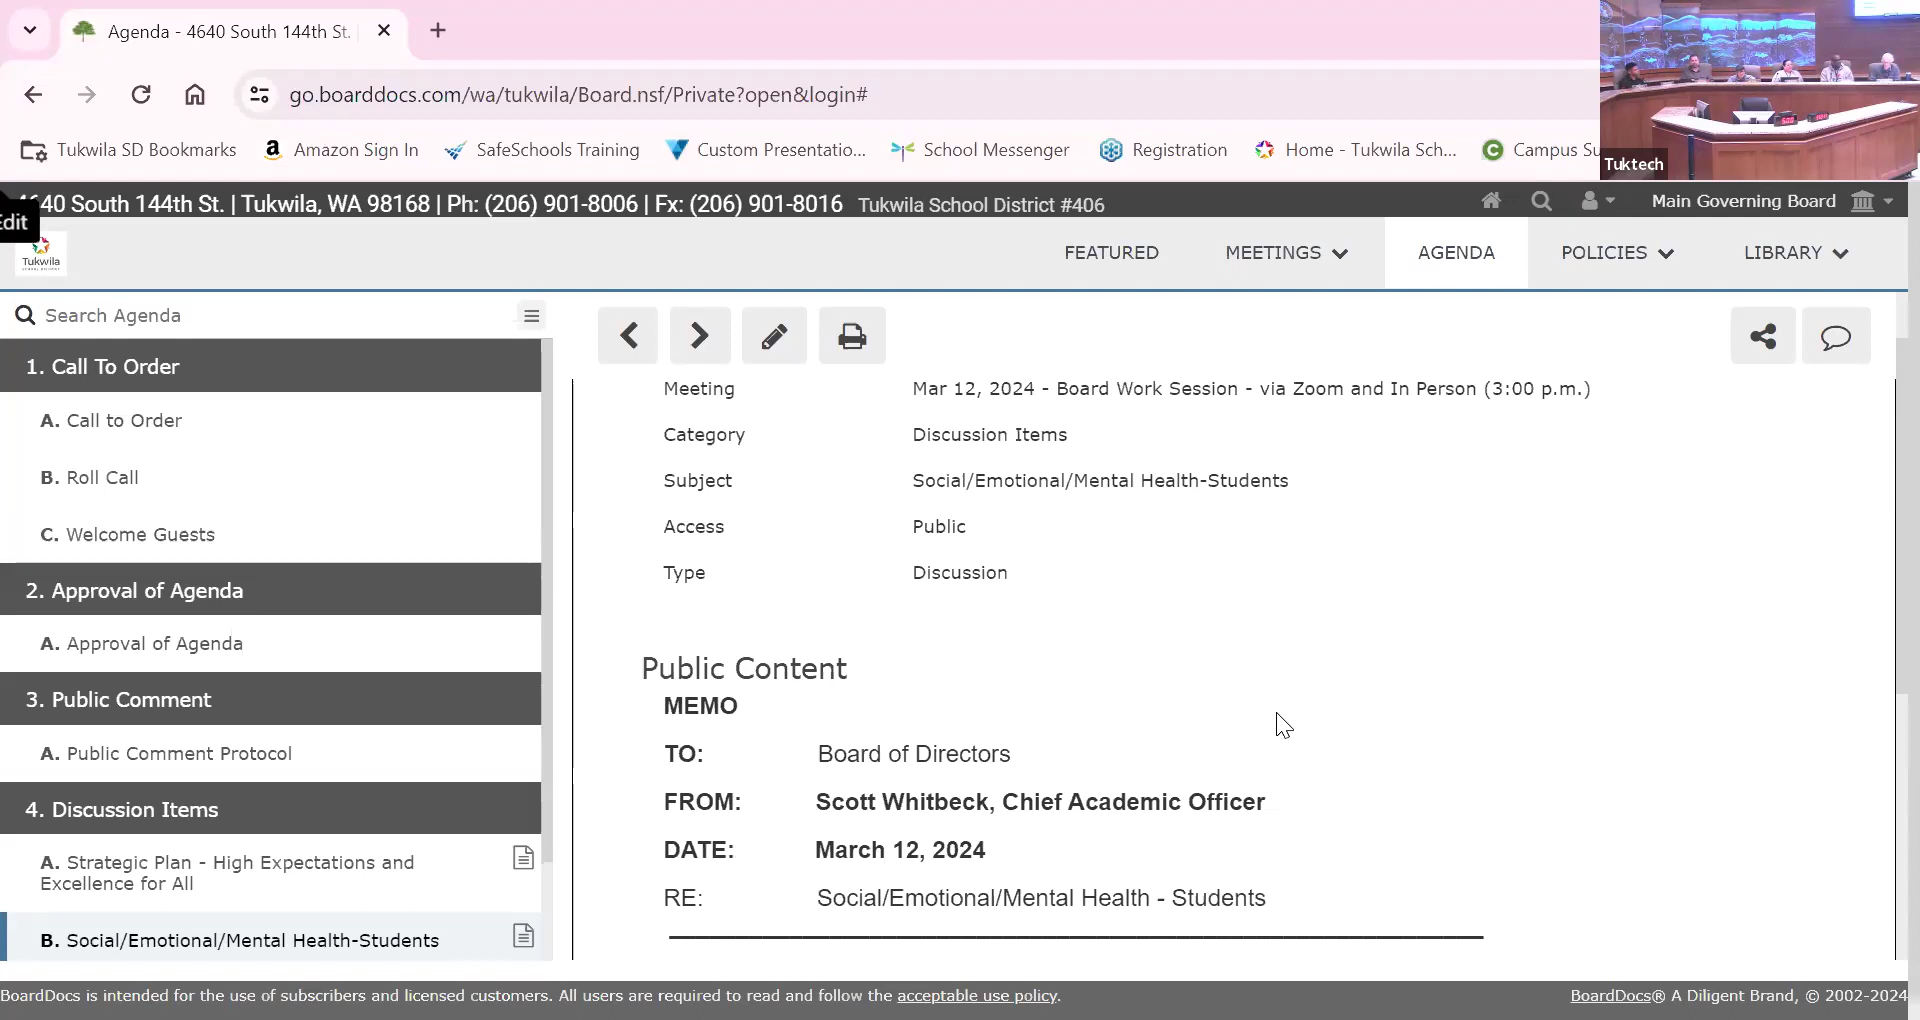 Agenda - 4640 South 144th St.
go.boarddocs.com/wa/tukwila/Board.nsf/Private?open&login#
Tukwila SD Bookmarks
Amazon Sign In
SafeSchools Training
Custom Presentatio...
School Messenger
Registration
Home - Tukwila Sch...
Campus Su
Tuktech
4640 South 144th St. | Tukwila, WA 98168 | Ph: (206) 901-8006 | Fx: (206) 901-8016 Tukwila School District #406
Main Governing Board
Edit
Tukwila
FEATURED
MEETINGS
AGENDA
POLICIES
LIBRARY
Search Agenda
1. Call To Order
A. Call to Order
B. Roll Call
C. Welcome Guests
2. Approval of Agenda
A. Approval of Agenda
3. Public Comment
A. Public Comment Protocol
4. Discussion Items
A. Strategic Plan - High Expectations and
Excellence for All
B. Social/Emotional/Mental Health-Students
Meeting Mar 12, 2024 - Board Work Session - via Zoom and In Person (3:00 p.m.)
Category Discussion Items
Subject Social/Emotional/Mental Health-Students
Access Public
Type Discussion
Public Content
MEMO
TO: Board of Directors
FROM: Scott Whitbeck, Chief Academic Officer
DATE: March 12, 2024
RE: Social/Emotional/Mental Health - Students
BoardDocs is intended for the use of subscribers and licensed customers. All users are required to read and follow the acceptable use policy.
BoardDocs® A Diligent Brand, © 2002-2024